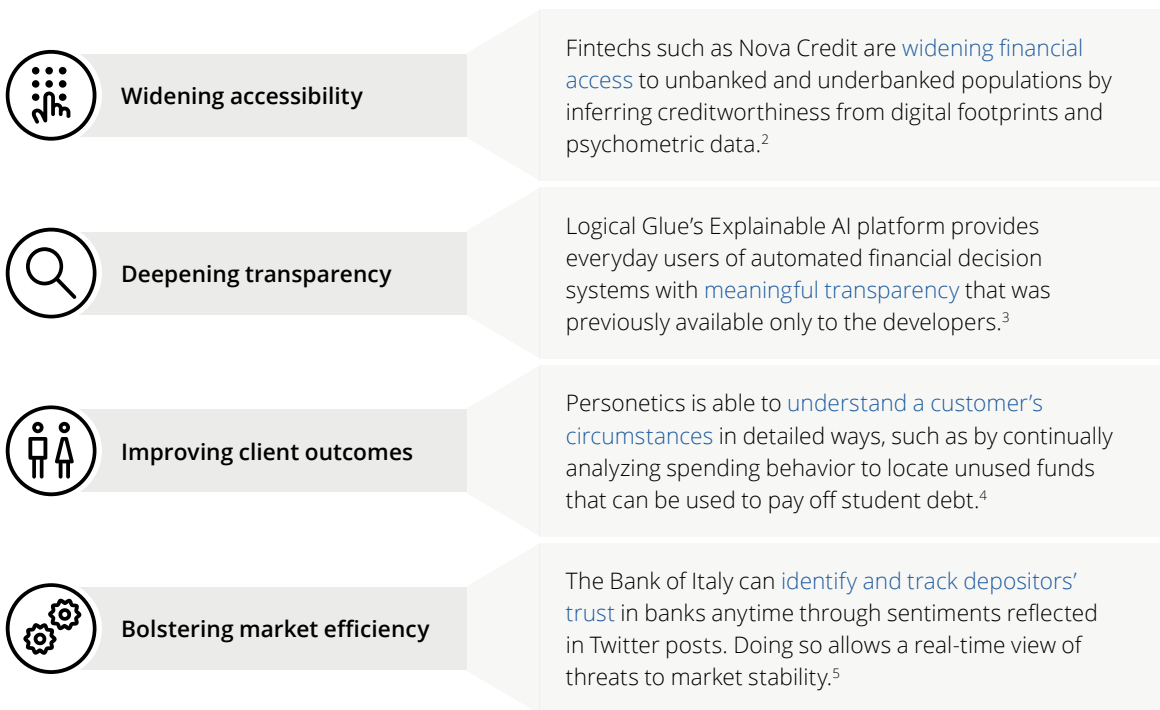 Widening accessibility
Fintechs such as Nova Credit are widening financial
access to unbanked and underbanked populations by
inferring creditworthiness from digital footprints and
psychometric data.²
Deepening transparency
Logical Glue’s Explainable AI platform provides
everyday users of automated financial decision
systems with meaningful transparency that was
previously available only to the developers.³
Improving client outcomes
Personetics is able to understand a customer’s
circumstances in detailed ways, such as by continually
analyzing spending behavior to locate unused funds
that can be used to pay off student debt.⁴
Bolstering market efficiency
The Bank of Italy can identify and track depositors’
trust in banks anytime through sentiments reflected
in Twitter posts. Doing so allows a real-time view of
threats to market stability.⁵